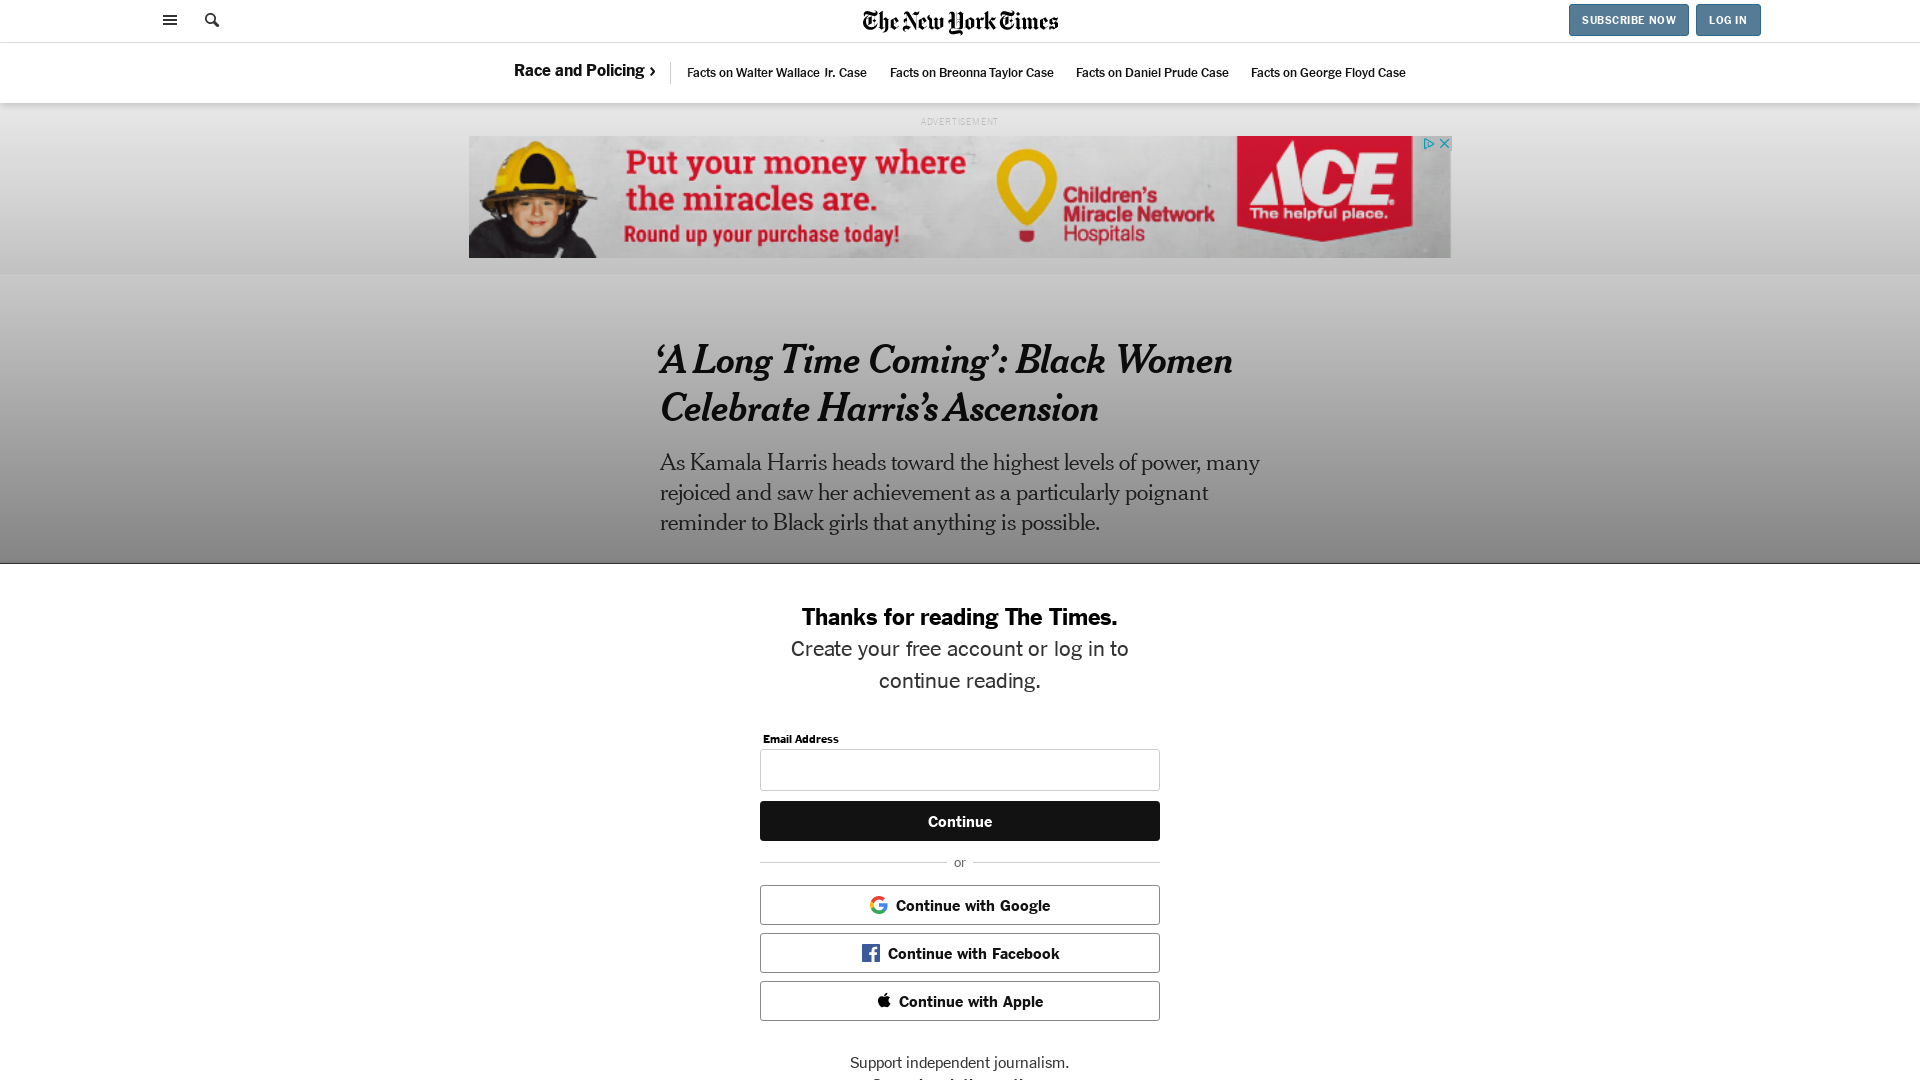 The New York Times
SUBSCRIBE NOW
LOG IN
Race and Policing ›
Facts on Walter Wallace Jr. Case
Facts on Breonna Taylor Case
Facts on Daniel Prude Case
Facts on George Floyd Case
ADVERTISEMENT
Put your money where
the miracles are.
Round up your purchase today!
Children's
Miracle Network
Hospitals
ACE
The helpful place.
‘A Long Time Coming’: Black Women
Celebrate Harris’s Ascension
As Kamala Harris heads toward the highest levels of power, many
rejoiced and saw her achievement as a particularly poignant
reminder to Black girls that anything is possible.
Thanks for reading The Times.
Create your free account or log in to
continue reading.
Email Address
Continue
or
Continue with Google
Continue with Facebook
Continue with Apple
Support independent journalism.